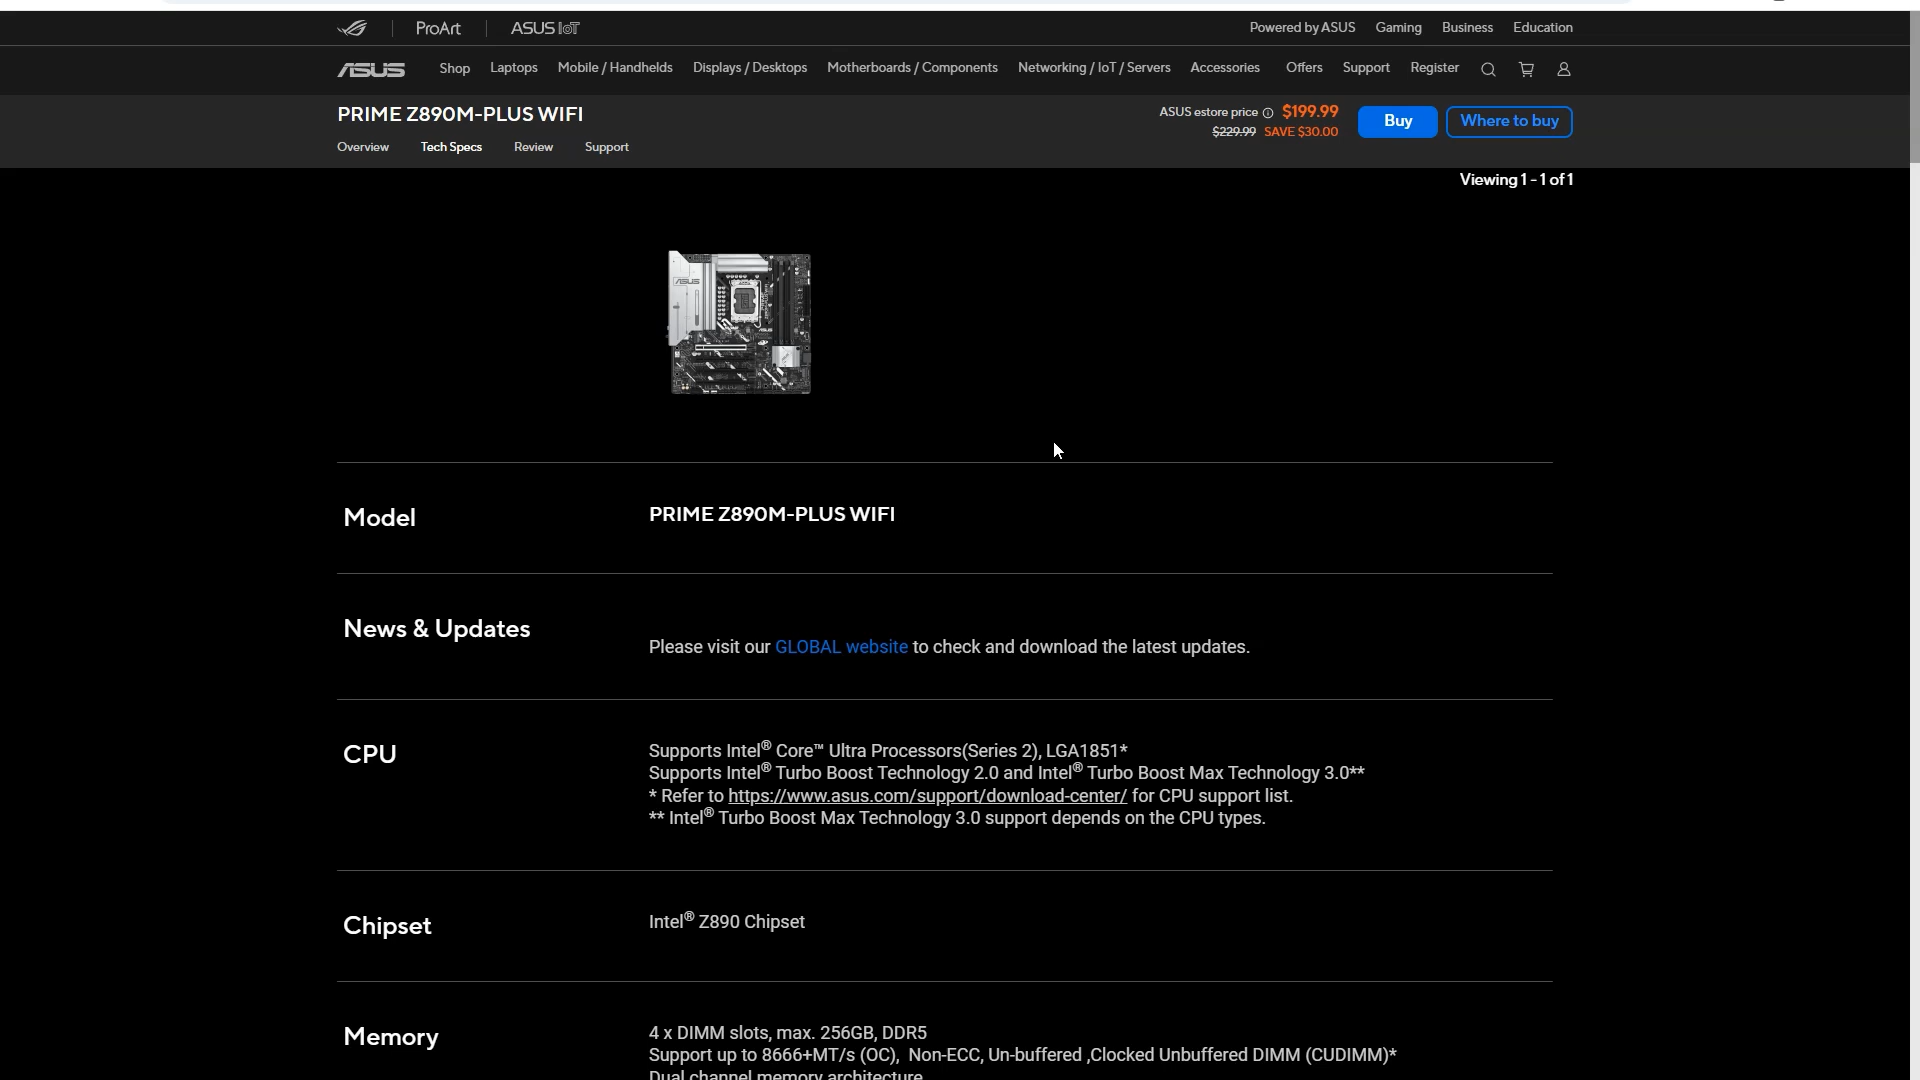 ProArt
ASUS IoT
Powered by ASUS
Gaming
Business
Education
ASUS
Shop
Laptops
Mobile / Handhelds
Displays / Desktops
Motherboards / Components
Networking / IoT / Servers
Accessories
Offers
Support
Register
PRIME Z890M-PLUS WIFI
ASUS estore price $199.99
$229.99 SAVE $30.00
Buy
Where to buy
Overview
Tech Specs
Review
Support
Viewing 1 - 1 of 1
ASUS
Model
PRIME Z890M-PLUS WIFI
News & Updates
Please visit our GLOBAL website to check and download the latest updates.
CPU
Supports Intel® Core™ Ultra Processors(Series 2), LGA1851*
Supports Intel® Turbo Boost Technology 2.0 and Intel® Turbo Boost Max Technology 3.0**
* Refer to https://www.asus.com/support/download-center/ for CPU support list.
** Intel® Turbo Boost Max Technology 3.0 support depends on the CPU types.
Chipset
Intel® Z890 Chipset
Memory
4 x DIMM slots, max. 256GB, DDR5
Support up to 8666+MT/s (OC),  Non-ECC, Un-buffered ,Clocked Unbuffered DIMM (CUDIMM)*
Dual channel memory architecture